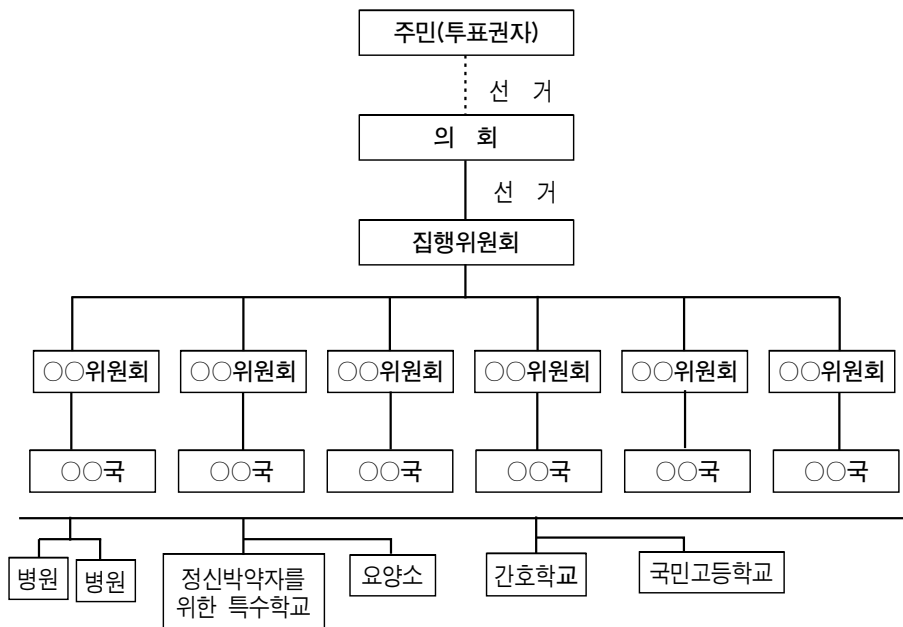 주민(투표권자)
선 거
의 회
선 거
집행위원회
○○위원회 ○○위원회 ○○위원회 ○○위원회 ○○위원회 ○○위원회
○○국 ○○국 ○○국 ○○국 ○○국 ○○국
병원 병원 정신박약자를 요양소 간호학교 국민고등학교
위한 특수학교